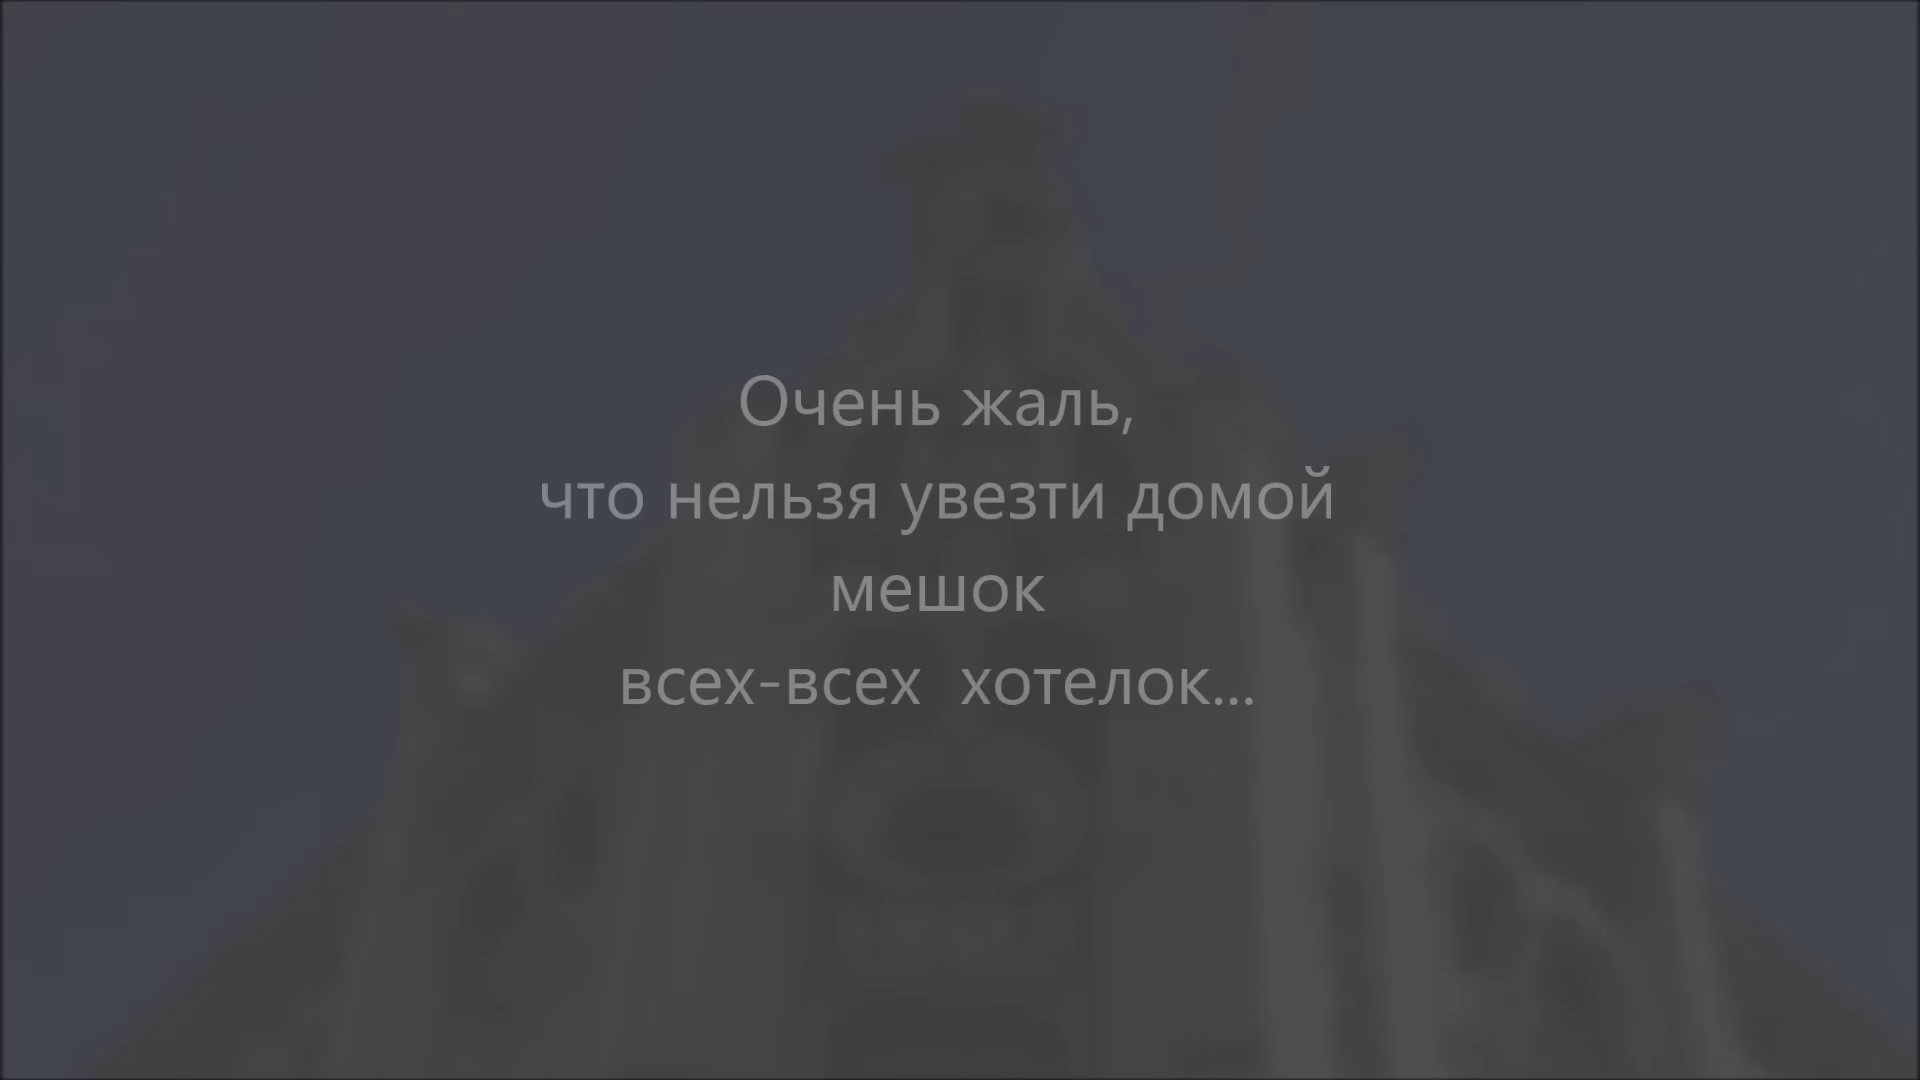 Очень жаль,
что нельзя увезти домой
мешок
всех-всех  хотелок...